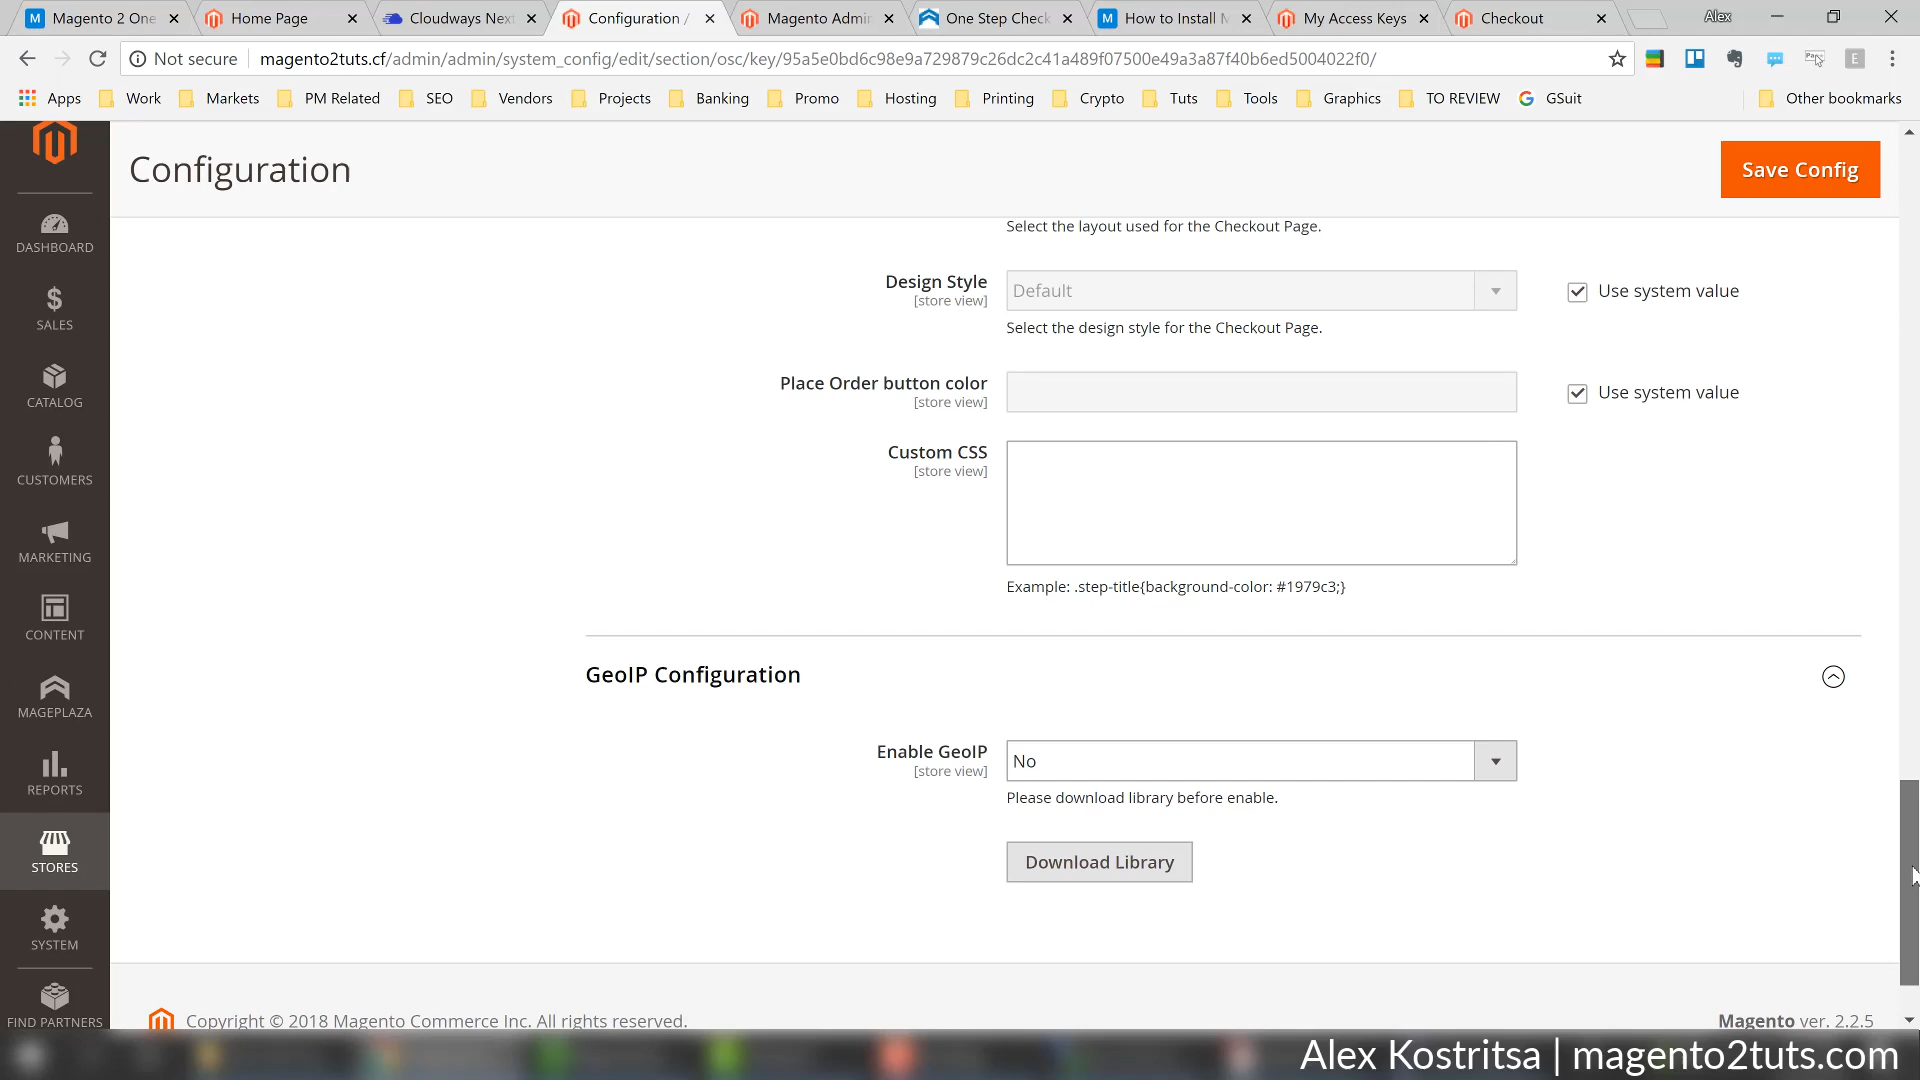 Magento 2 One
Home Page
Cloudways Next
Configuration /
Magento Admin
One Step Check
How to Install M
My Access Keys
Checkout
Alex
Not secure
magento2tuts.cf/admin/admin/system_config/edit/section/osc/key/95a5e0bd6c98e9a729879c26dc2c41a489f07500e49a3a87f40b6ed5004022f0/
Apps
Work
Markets
PM Related
SEO
Vendors
Projects
Banking
Promo
Hosting
Printing
Crypto
Tuts
Tools
Graphics
TO REVIEW
GSuit
Other bookmarks
Configuration
Save Config
DASHBOARD
SALES
CATALOG
CUSTOMERS
MARKETING
CONTENT
MAGEPLAZA
REPORTS
STORES
SYSTEM
FIND PARTNERS
Select the layout used for the Checkout Page.
Design Style
[store view]
Default
Use system value
Select the design style for the Checkout Page.
Place Order button color
[store view]
Use system value
Custom CSS
[store view]
Example: .step-title{background-color: #1979c3;}
GeoIP Configuration
Enable GeoIP
[store view]
No
Please download library before enable.
Download Library
Copyright © 2018 Magento Commerce Inc. All rights reserved.
Magento ver. 2.2.5
Alex Kostritsa | magento2tuts.com